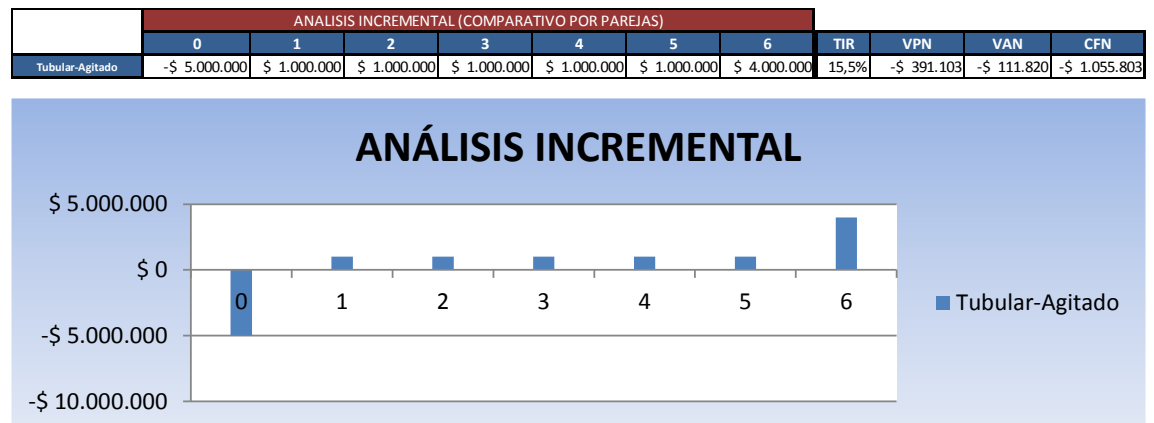 ANALISIS INCREMENTAL (COMPARATIVO POR PAREJAS)
0 1 2 3 4 5 6 TIR VPN VAN CFN
Tubular-Agitado -$ 5.000.000 $ 1.000.000 $ 1.000.000 $ 1.000.000 $ 1.000.000 $ 1.000.000 $ 4.000.000 15,5% -$ 391.103 -$ 111.820 -$ 1.055.803
ANÁLISIS INCREMENTAL
$ 5.000.000
$ 0
0 1 2 3 4 5 6
Tubular-Agitado
-$ 5.000.000
-$ 10.000.000